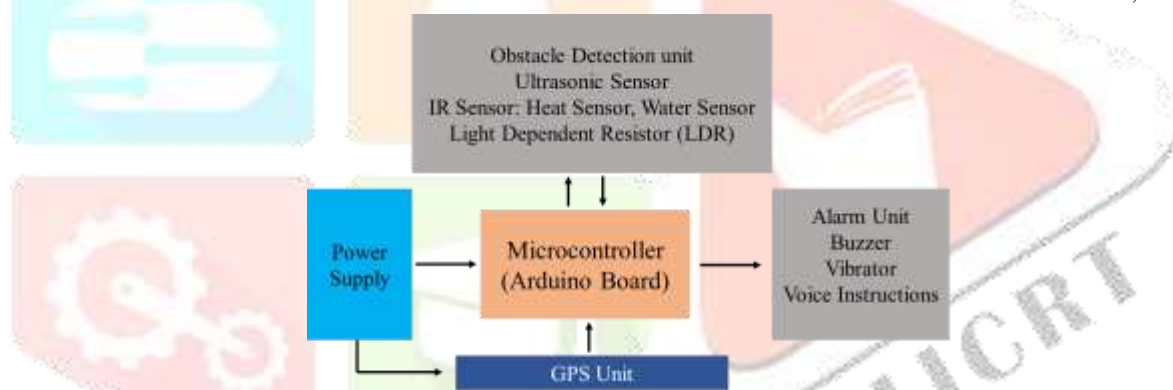 Obstacle Detection unit
Ultrasonic Sensor
IR Sensor: Heat Sensor, Water Sensor
Light Dependent Resistor (LDR)
Power
Supply
Microcontroller
(Arduino Board)
Alarm Unit
Buzzer
Vibrator
Voice Instructions
GPS Unit